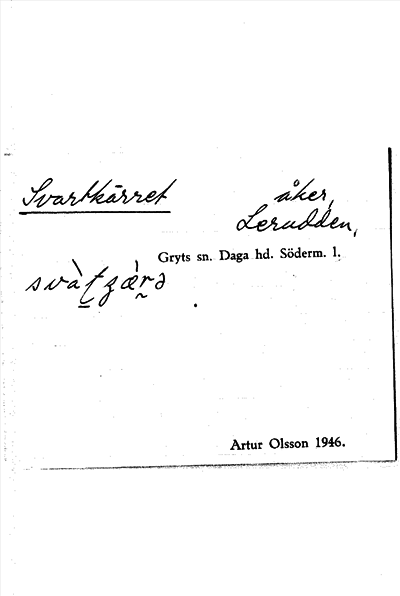 Svartkärret
åker,
Lerudden,
Gryts sn. Daga hd. Söderm. l.
Artur Olsson 1946.